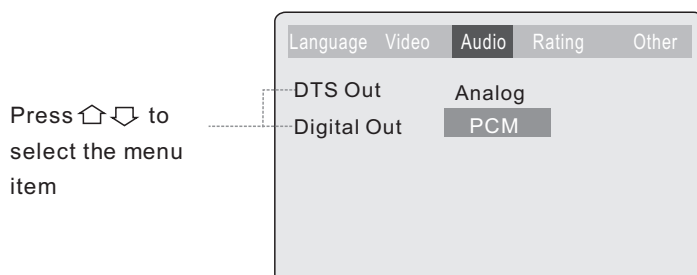 Language Video Audio Rating Other
DTS Out Analog
Digital Out PCM
Press ⇧ ⇩ to
select the menu
item